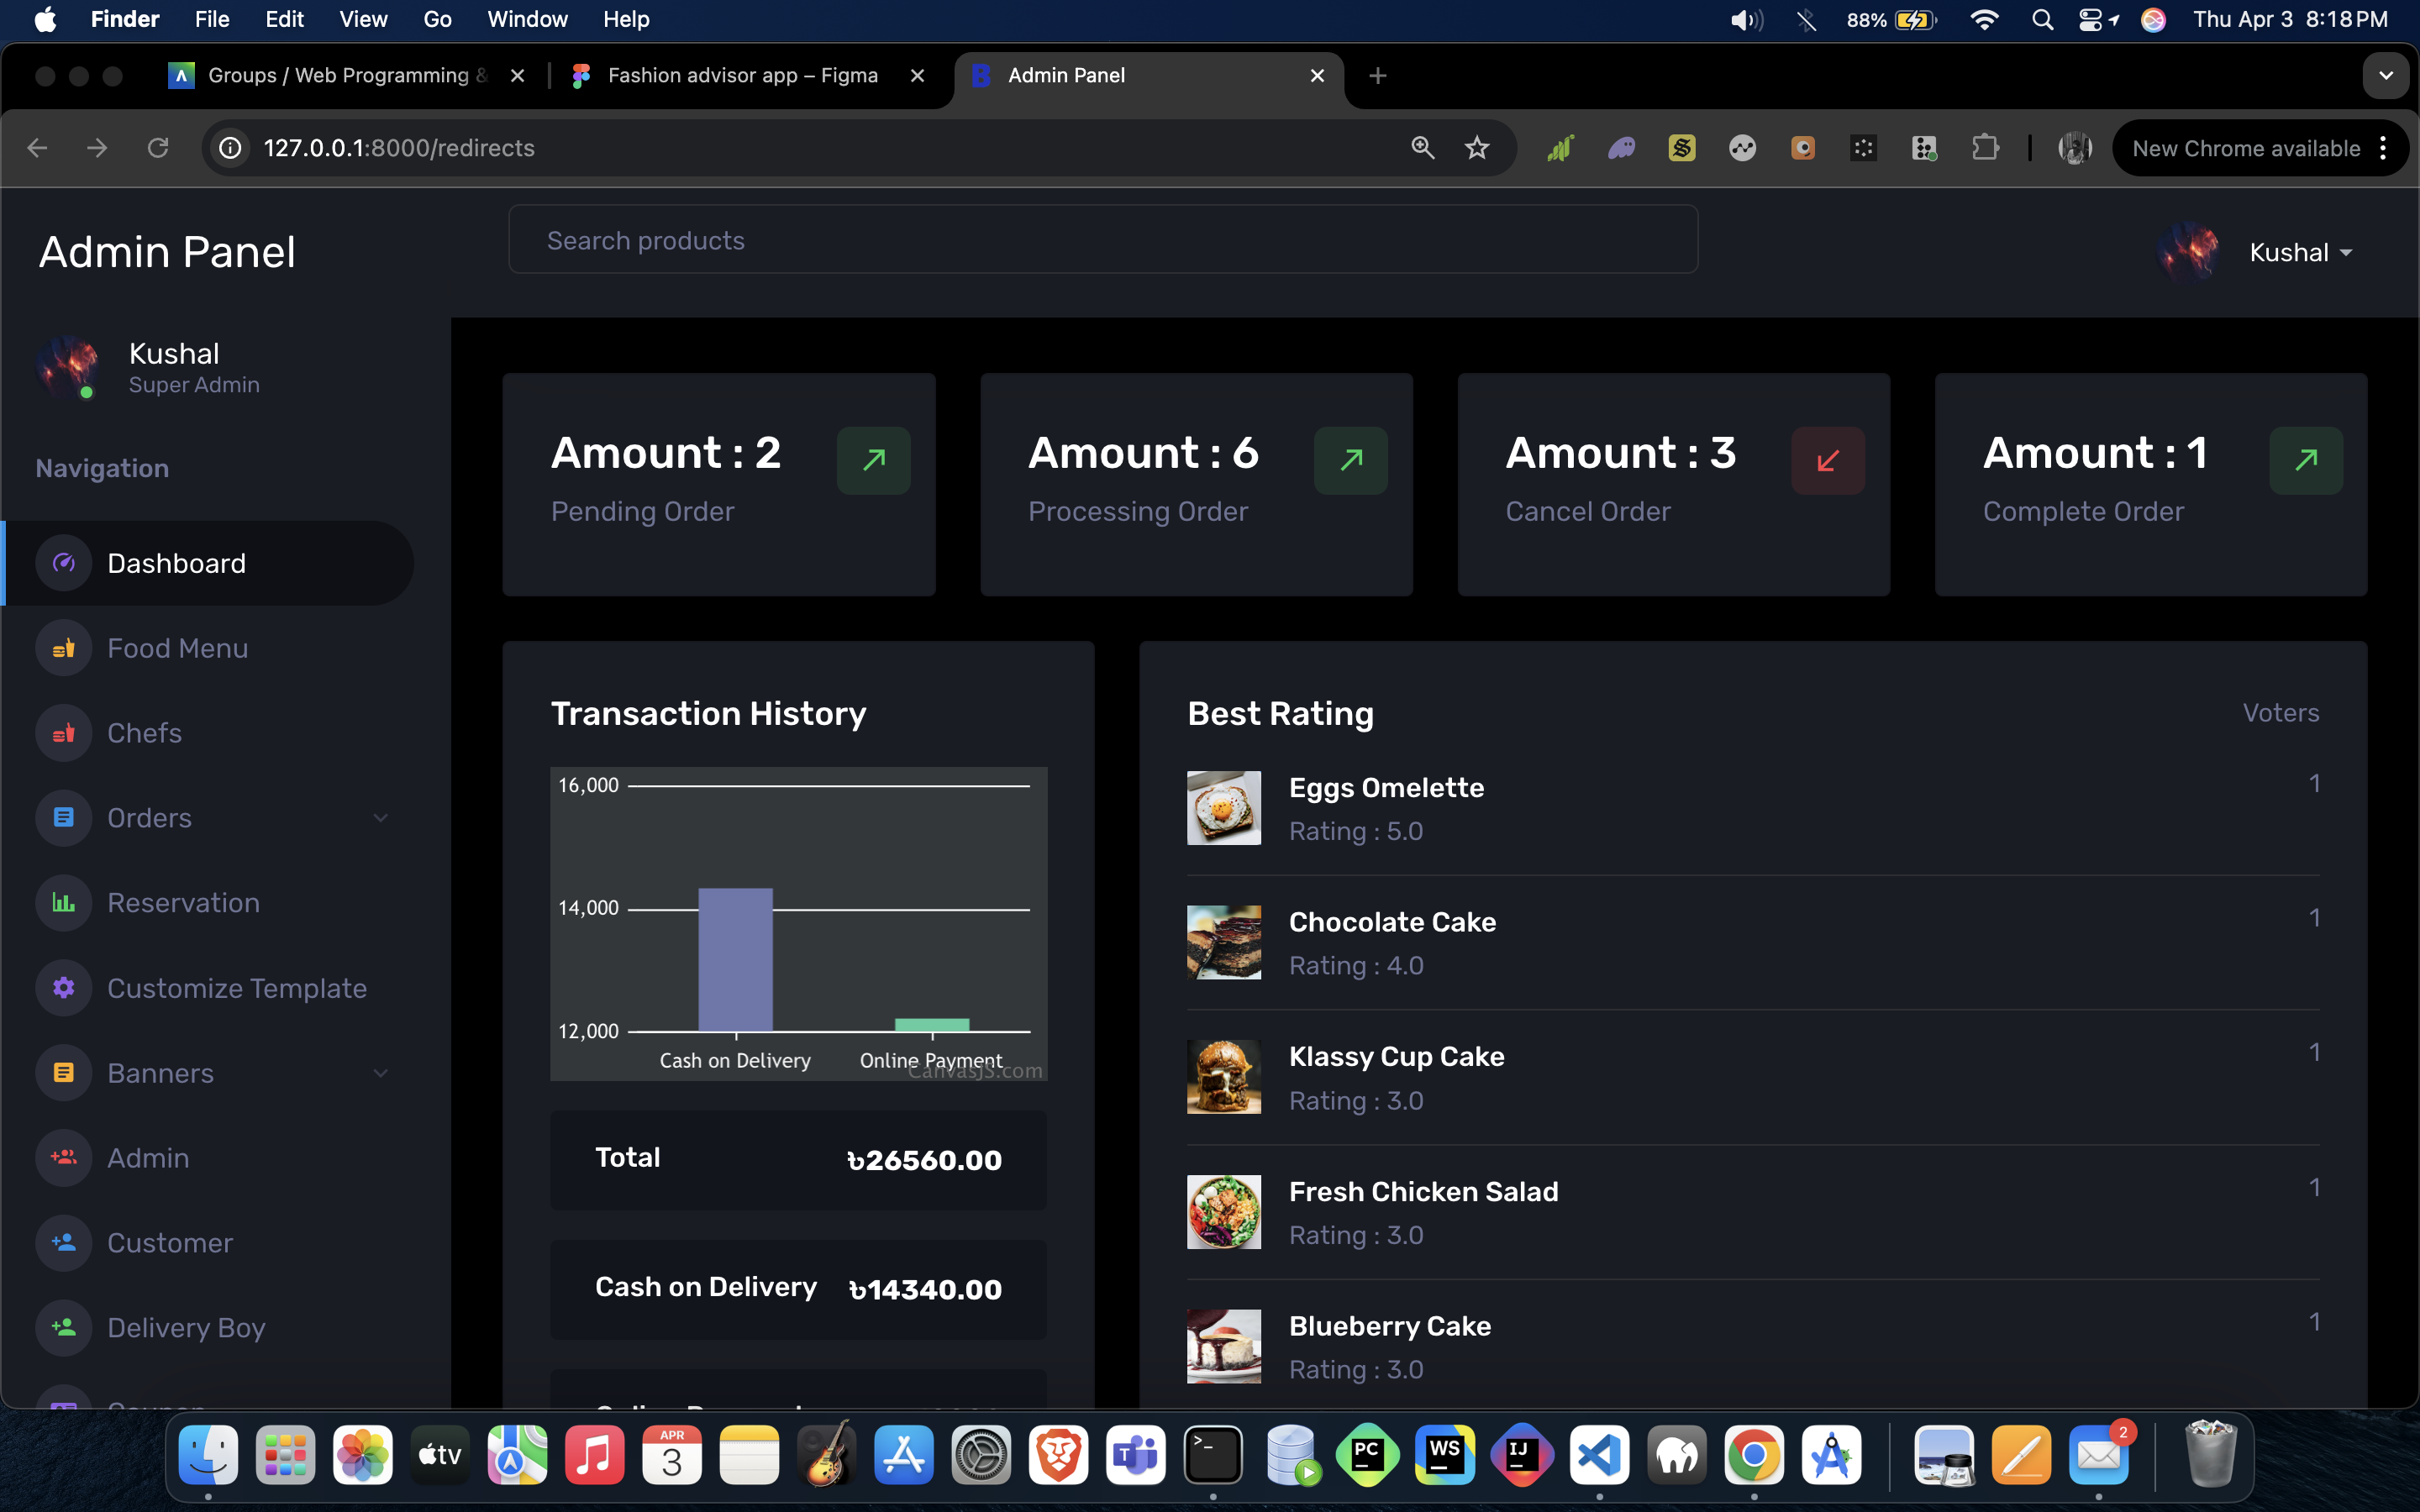 Finder File Edit View Go Window Help 88% Thu Apr 3 8:18 PM
Groups / Web Programming & Fashion advisor app – Figma Admin Panel
127.0.0.1:8000/redirects New Chrome available
Admin Panel
Search products
Kushal
Kushal
Super Admin
Navigation
Dashboard
Food Menu
Chefs
Orders
Reservation
Customize Template
Banners
Admin
Customer
Delivery Boy
Amount : 2
Pending Order
Amount : 6
Processing Order
Amount : 3
Cancel Order
Amount : 1
Complete Order
Transaction History
16,000
14,000
12,000
Cash on Delivery Online Payment
CanvasJS.com
Total ৳26560.00
Cash on Delivery ৳14340.00
Best Rating Voters
Eggs Omelette 1
Rating : 5.0
Chocolate Cake 1
Rating : 4.0
Klassy Cup Cake 1
Rating : 3.0
Fresh Chicken Salad 1
Rating : 3.0
Blueberry Cake 1
Rating : 3.0
tv
APR
3
T
>_
PC
WS
IJ
2